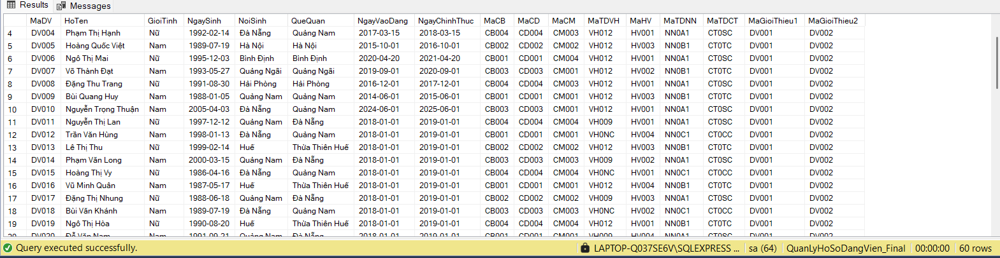 Results Messages
MaDV HoTen GioiTinh NgaySinh NoiSinh QueQuan NgayVaoDang NgayChinhThuc MaCB MaCD MaCM MaTDVH MaHV MaTDNN MaTDCT MaGioiThieu1 MaGioiThieu2
4 DV004 Phạm Thị Hạnh Nữ 1992-02-14 Đà Nẵng Quảng Nam 2017-03-15 2018-03-15 CB004 CD004 CM003 VH012 HV001 NN0A1 CT0SC DV001 DV002
5 DV005 Hoàng Quốc Việt Nam 1989-07-19 Hà Nội Hà Nội 2015-10-01 2016-10-01 CB002 CD002 CM002 VH012 HV003 NN0B1 CT0TC DV001 DV002
6 DV006 Ngô Thị Mai Nữ 1995-12-03 Bình Định Bình Định 2020-04-20 2021-04-20 CB001 CD001 CM004 VH012 HV001 NN0A1 CT0SC DV001 DV002
7 DV007 Võ Thành Đạt Nam 1993-05-27 Quảng Ngãi Quảng Ngãi 2019-09-01 2020-09-01 CB003 CD003 CM001 VH012 HV002 NN0B1 CT0TC DV001 DV002
8 DV008 Đặng Thu Trang Nữ 1991-08-30 Hải Phòng Hải Phòng 2016-12-01 2017-12-01 CB004 CD004 CM003 VH012 HV001 NN0A1 CT0SC DV001 DV002
9 DV009 Bùi Quang Huy Nam 1988-01-05 Quảng Nam Quảng Nam 2014-06-01 2015-06-01 CB001 CD001 CM002 VH012 HV003 NN0B1 CT0TC DV001 DV002
10 DV010 Nguyễn Trọng Thuận Nam 2005-04-03 Đà Nẵng Đà Nẵng 2024-06-01 2025-06-01 CB003 CD003 CM001 VH012 HV001 NN0A1 CT0SC DV001 DV002
11 DV011 Nguyễn Thị Lan Nữ 1997-12-12 Quảng Nam Đà Nẵng 2018-01-01 2019-01-01 CB004 CD004 CM004 VH009 HV001 NN0A1 CT0SC DV001 DV002
12 DV012 Trần Văn Hùng Nam 1998-01-13 Đà Nẵng Quảng Nam 2018-01-01 2019-01-01 CB001 CD001 CM001 VH0NC HV004 NN0C1 CT0CC DV001 DV002
13 DV013 Lê Thị Thu Nữ 1999-02-14 Huế Thừa Thiên Huế 2018-01-01 2019-01-01 CB002 CD002 CM002 VH012 HV003 NN0B1 CT0TC DV001 DV002
14 DV014 Phạm Văn Long Nam 2000-03-15 Quảng Nam Đà Nẵng 2018-01-01 2019-01-01 CB003 CD003 CM003 VH009 HV002 NN0A1 CT0SC DV001 DV002
15 DV015 Hoàng Thị Vy Nữ 1986-04-16 Đà Nẵng Quảng Nam 2018-01-01 2019-01-01 CB004 CD004 CM004 VH0NC HV001 NN0C1 CT0CC DV001 DV002
16 DV016 Vũ Minh Quân Nam 1987-05-17 Huế Thừa Thiên Huế 2018-01-01 2019-01-01 CB001 CD001 CM001 VH012 HV004 NN0B1 CT0TC DV001 DV002
17 DV017 Đặng Thị Nhung Nữ 1988-06-18 Quảng Nam Đà Nẵng 2018-01-01 2019-01-01 CB002 CD002 CM002 VH009 HV003 NN0A1 CT0SC DV001 DV002
18 DV018 Bùi Văn Khánh Nam 1989-07-19 Đà Nẵng Quảng Nam 2018-01-01 2019-01-01 CB003 CD003 CM003 VH0NC HV002 NN0C1 CT0CC DV001 DV002
19 DV019 Ngô Thị Hòa Nữ 1990-08-20 Huế Thừa Thiên Huế 2018-01-01 2019-01-01 CB004 CD004 CM004 VH012 HV001 NN0B1 CT0TC DV001 DV002
20 DV020 Đỗ Văn Nam Nam 1991-09-21 Quảng Nam Đà Nẵng 2018-01-01 2019-01-01 CB001 CD001 CM001 VH009 HV004 NN0A1 CT0SC DV001 DV002
Query executed successfully. LAPTOP-Q037SE6V\SQLEXPRESS ... sa (64) QuanLyHoSoDangVien_Final 00:00:00 60 rows